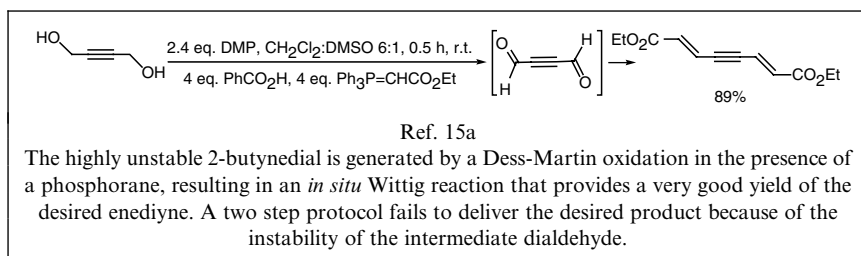 HO
OH
2.4 eq. DMP, CH2Cl2:DMSO 6:1, 0.5 h, r.t.
4 eq. PhCO2H, 4 eq. Ph3P=CHCO2Et
O
H
H
O
EtO2C
CO2Et
89%
Ref. 15a
The highly unstable 2-butynedial is generated by a Dess-Martin oxidation in the presence of
a phosphorane, resulting in an in situ Wittig reaction that provides a very good yield of the
desired enediyne. A two step protocol fails to deliver the desired product because of the
instability of the intermediate dialdehyde.